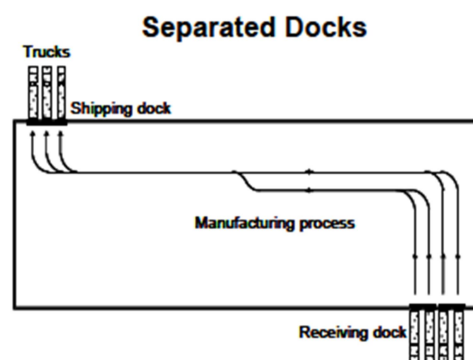 Separated Docks
Trucks
Shipping dock
Manufacturing process
Receiving dock